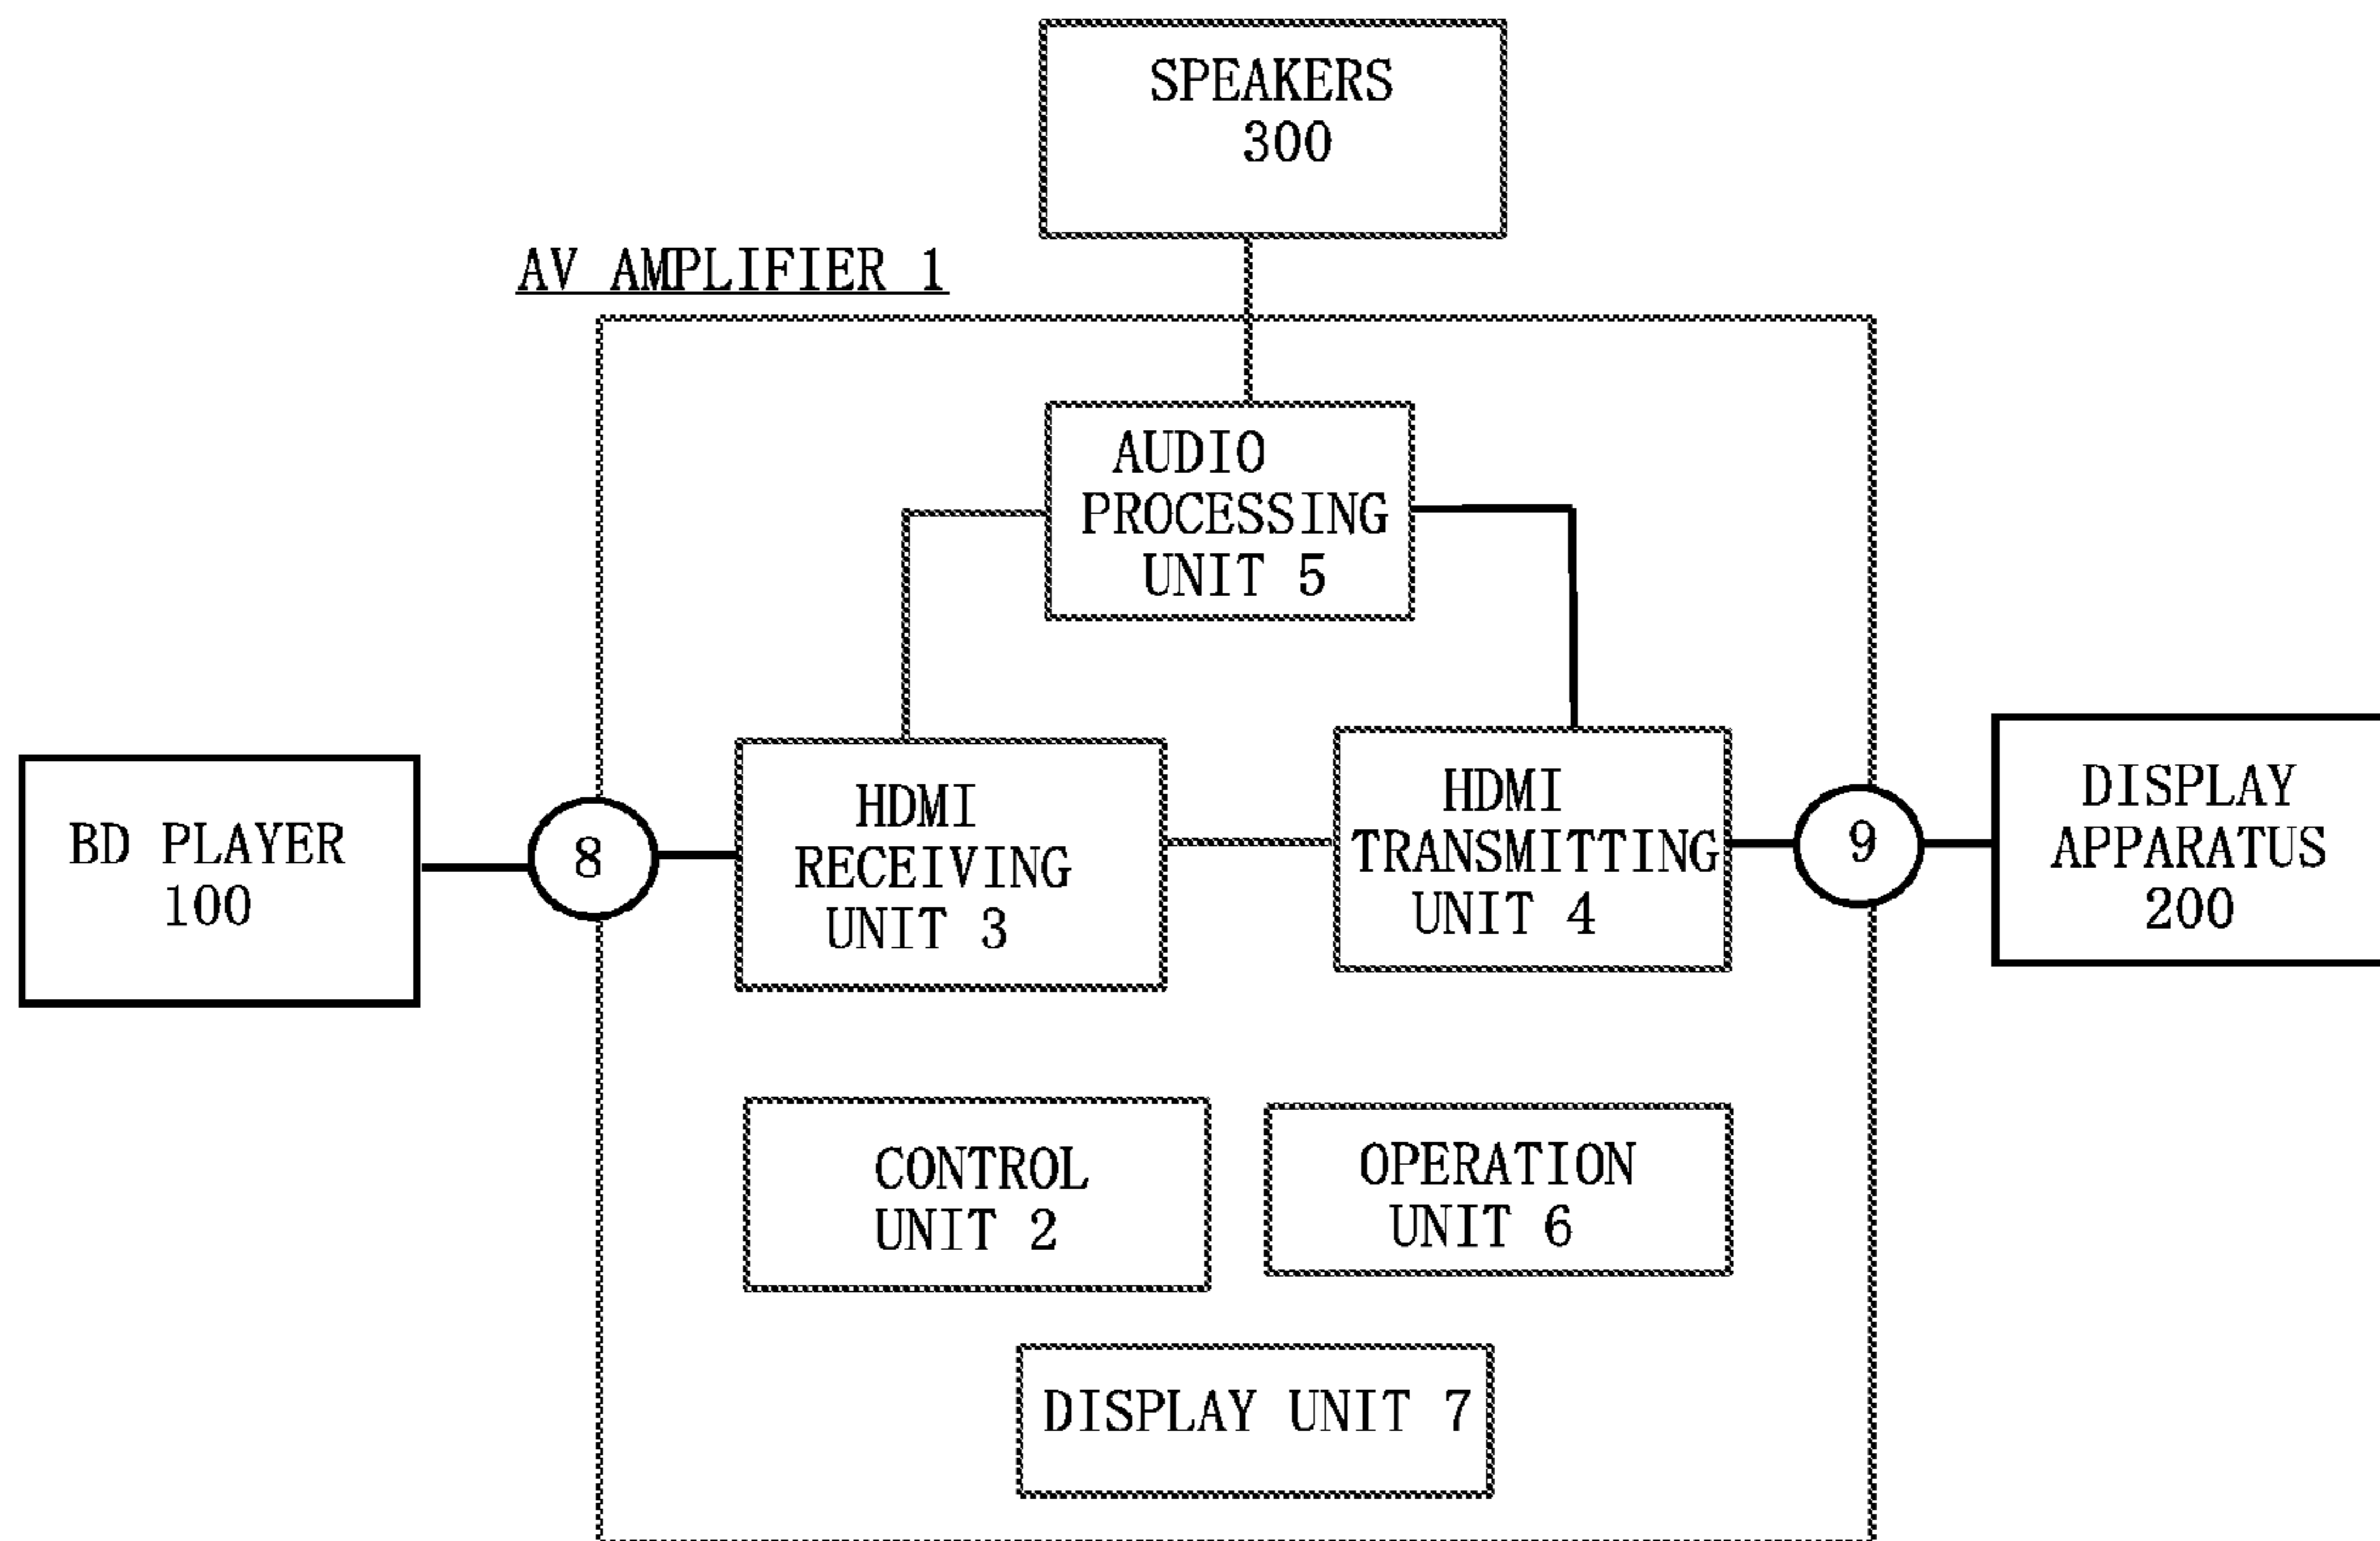 SPEAKERS
300
AV AMPLIFIER 1
AUDIO
PROCESSING
UNIT 5
BD PLAYER
100
8
HDMI
RECEIVING
UNIT 3
HDMI
TRANSMITTING
UNIT 4
9
DISPLAY
APPARATUS
200
CONTROL
UNIT 2
OPERATION
UNIT 6
DISPLAY UNIT 7